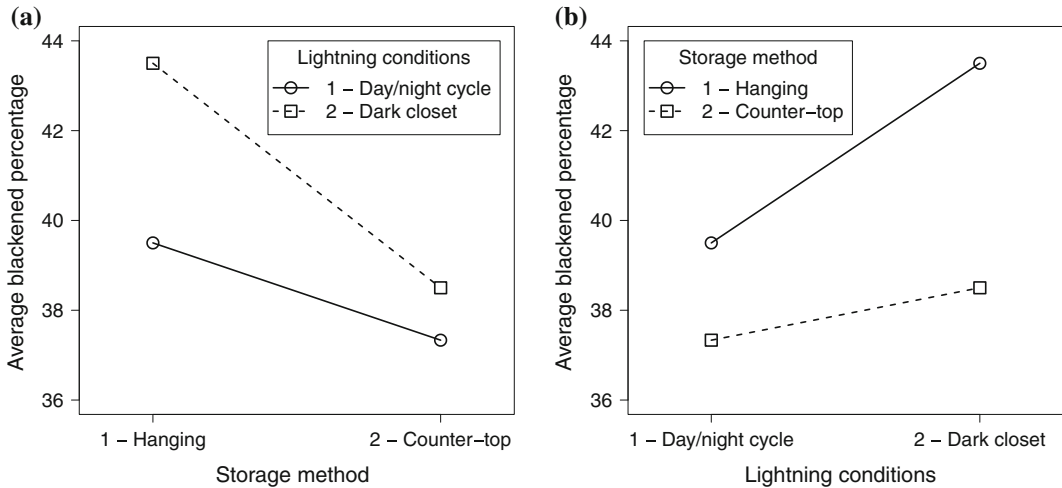 (a)
Average blackened percentage
44
42
40
38
36
Lightning conditions
1 − Day/night cycle
2 − Dark closet
1 − Hanging
2 − Counter−top
Storage method
(b)
Average blackened percentage
44
42
40
38
36
Storage method
1 − Hanging
2 − Counter−top
1 − Day/night cycle
2 − Dark closet
Lightning conditions